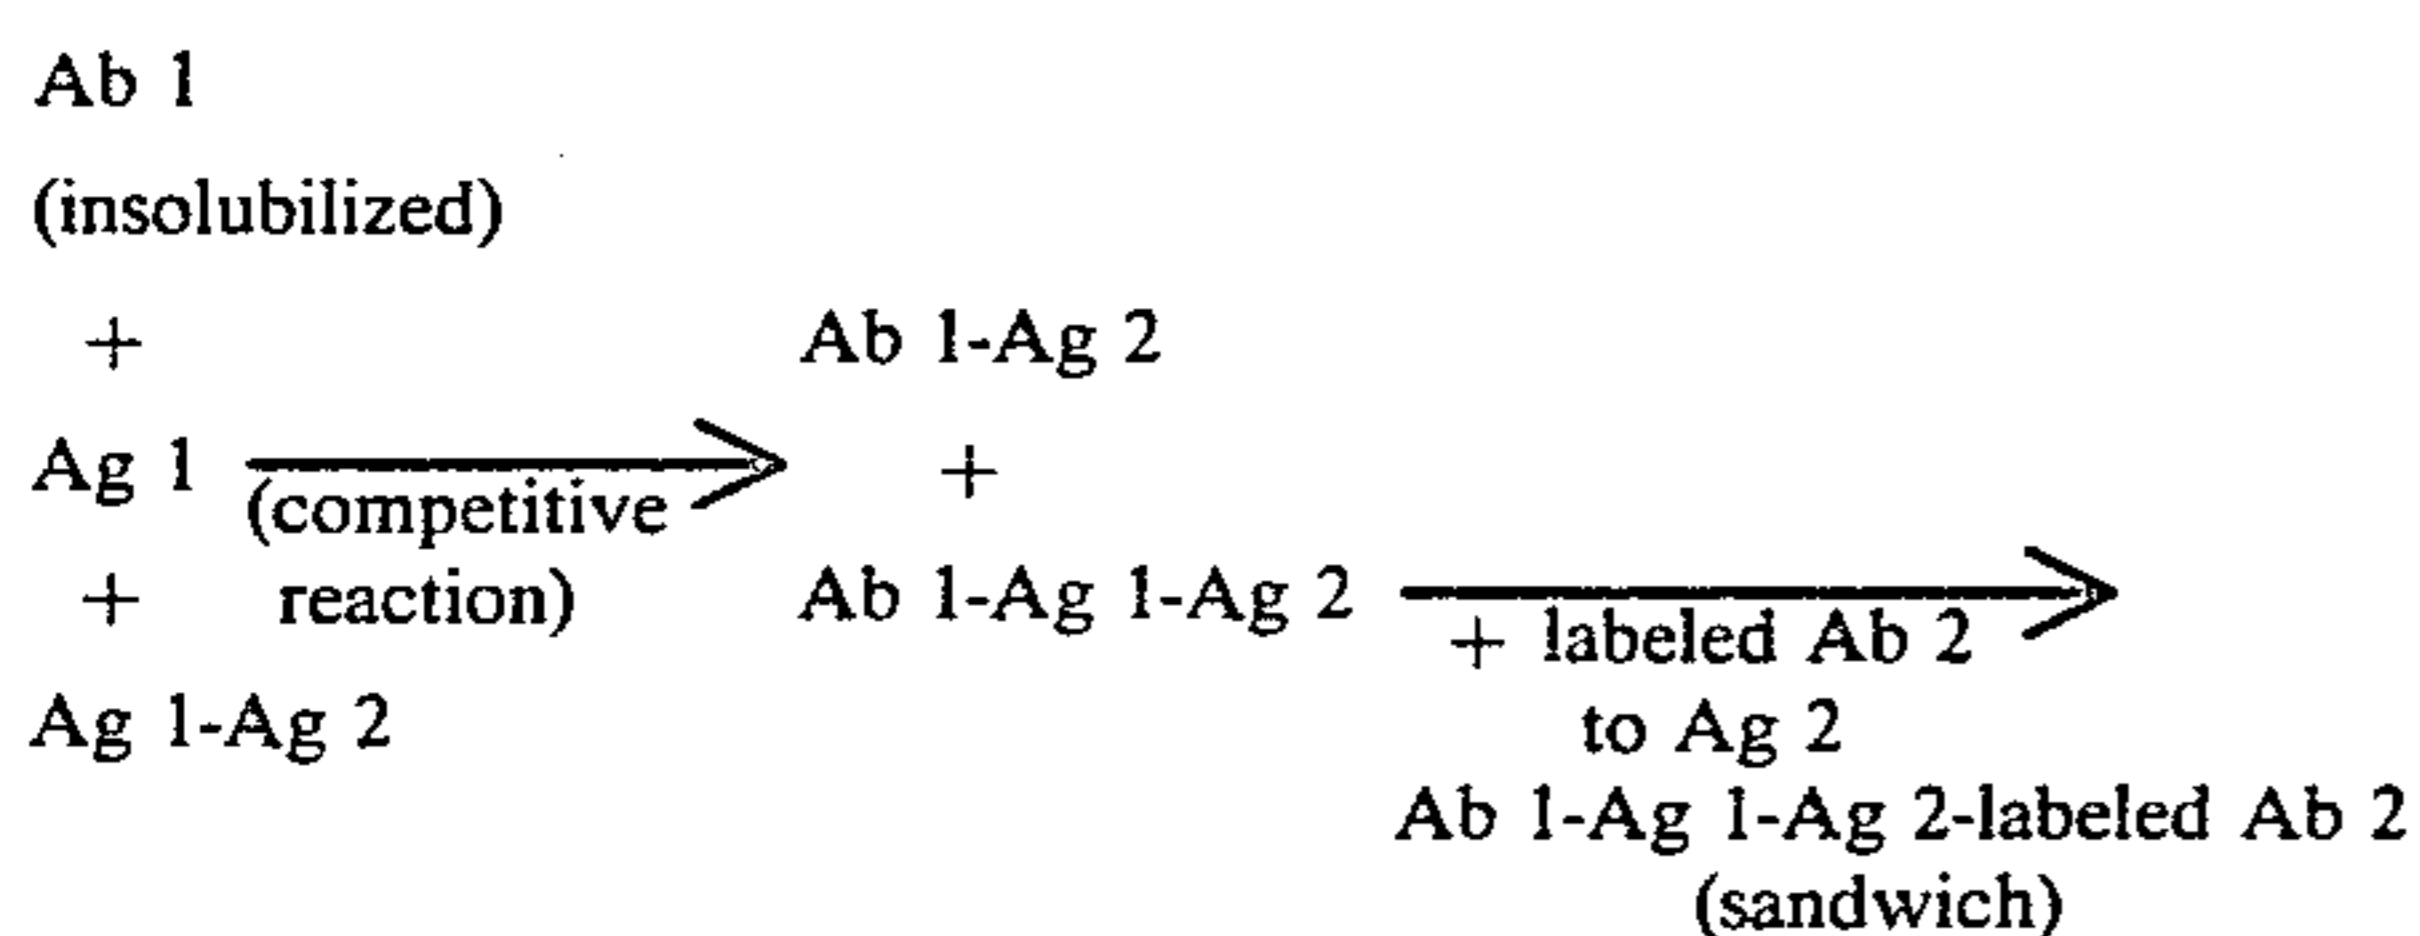 Ab 1
(insolubilized)
+ Ab 1-Ag 2
Ag 1 (competitive +
+ reaction) Ab 1-Ag 1-Ag 2 + labeled Ab 2
Ag 1-Ag 2 to Ag 2
Ab 1-Ag 1-Ag 2-labeled Ab 2
(sandwich)